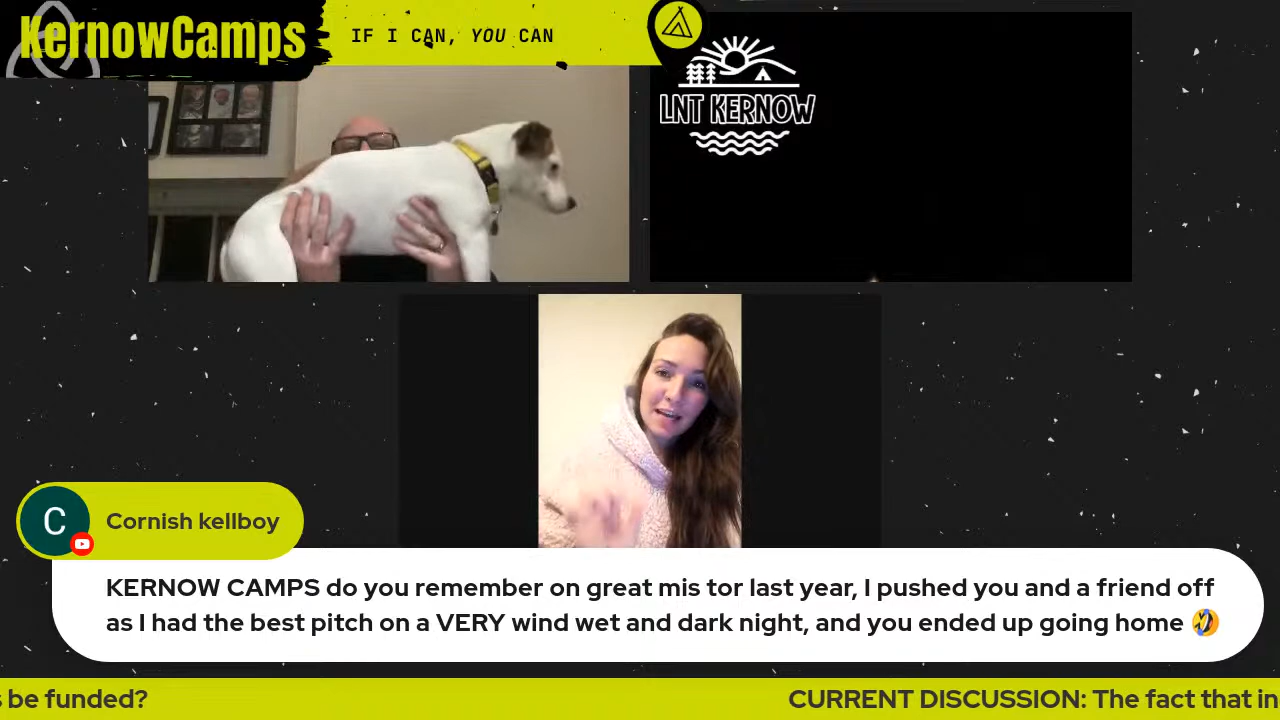 KernowCamps
IF I CAN, YOU CAN
LNT KERNOW
C
Cornish kellboy
KERNOW CAMPS do you remember on great mis tor last year, I pushed you and a friend off
as I had the best pitch on a VERY wind wet and dark night, and you ended up going home 🤣
s be funded?
CURRENT DISCUSSION: The fact that in